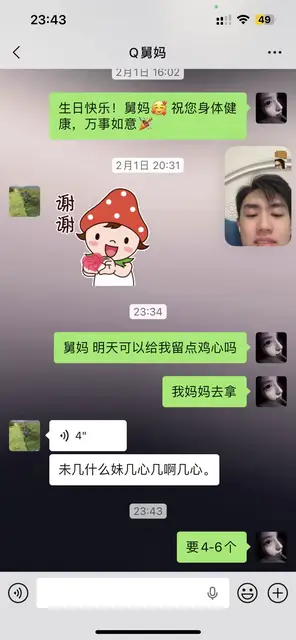 23:43
49
Q舅妈
2月1日 16:02
生日快乐！舅妈🥰 祝您身体健
康，万事如意🎉
2月1日 20:31
谢
谢
23:34
舅妈 明天可以给我留点鸡心吗
我妈妈去拿
4"
未几什么妹几心几啊几心。
23:43
要4-6个